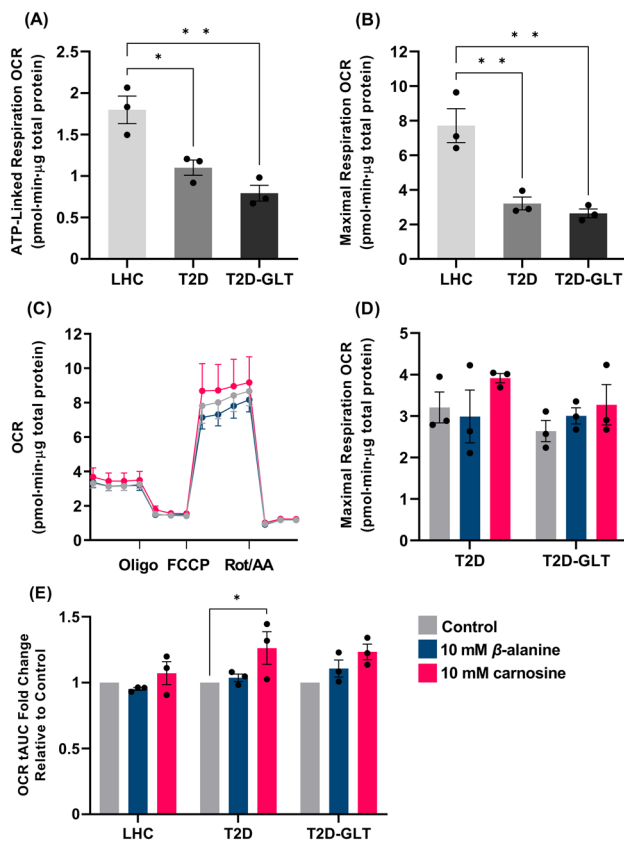 (A)
ATP-Linked Respiration OCR
(pmol-min-µg total protein)
2.5
2
1.5
1
0.5
0
*
* *
LHC T2D T2D-GLT
(B)
Maximal Respiration OCR
(pmol-min-µg total protein)
12
10
8
6
4
2
0
* *
* *
LHC T2D T2D-GLT
(C)
OCR
(pmol-min-µg total protein)
12
10
8
6
4
2
0
Oligo FCCP Rot/AA
(D)
Maximal Respiration OCR
(pmol-min-µg total protein)
5
4
3
2
1
0
T2D T2D-GLT
(E)
OCR tAUC Fold Change
Relative to Control
1.5
1
0.5
0
*
LHC T2D T2D-GLT
Control
10 mM β-alanine
10 mM carnosine